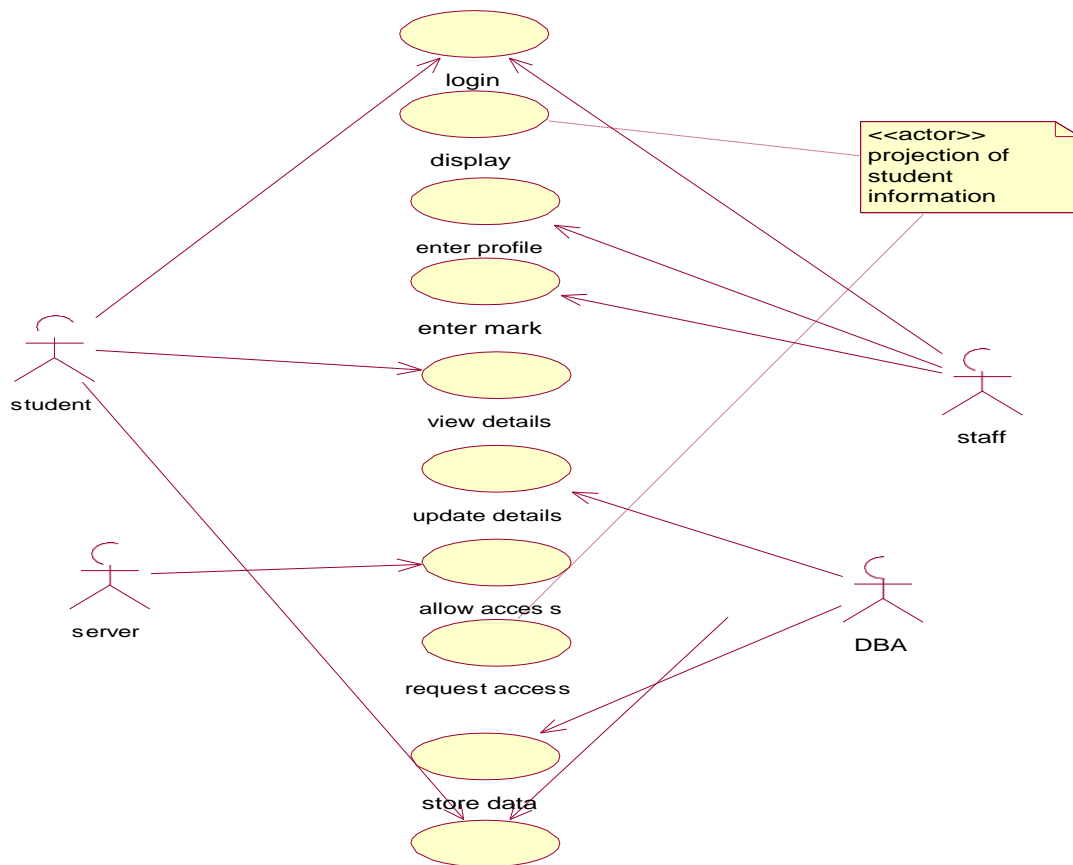 login
display
<<actor>>
projection of
student
information
enter profile
enter mark
student
view details
staff
update details
server
allow access
DBA
request access
store data